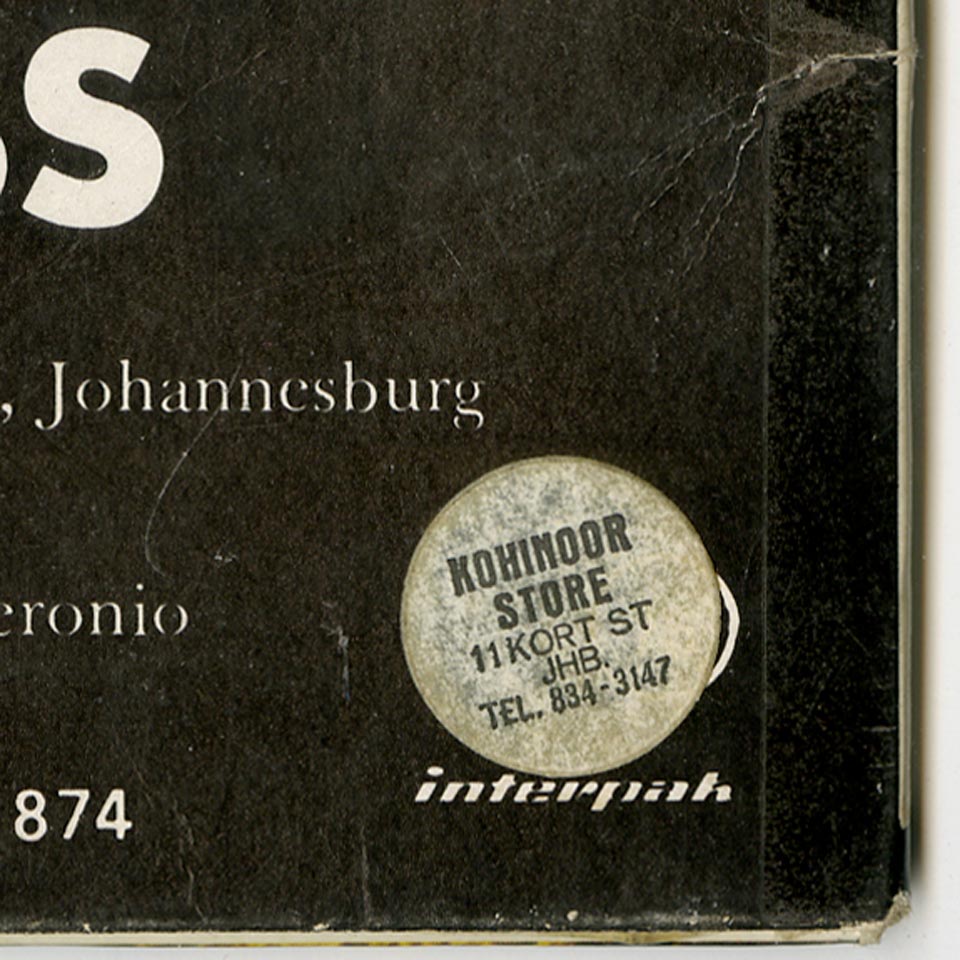 S
, Johannesburg
eronio
KOHINOOR
STORE
11 KORT ST
JHB.
TEL. 834-3147
interpak
874